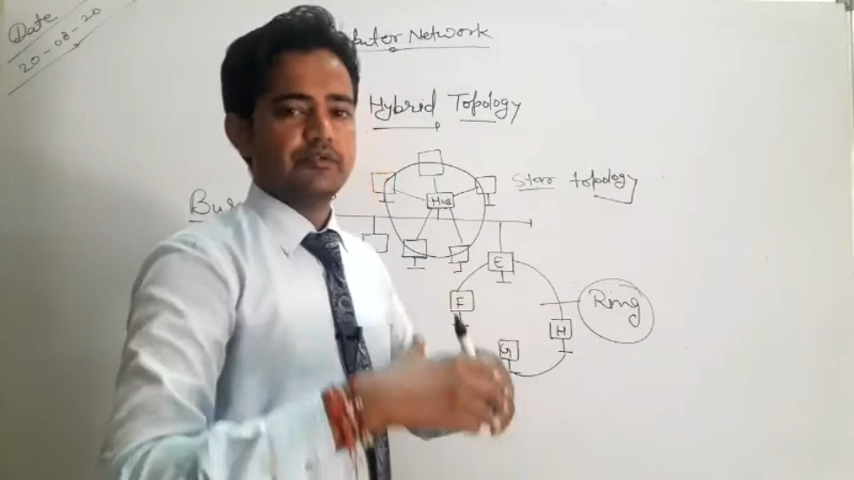 Date
20-08-20
Network
Hybrid Topology
Star topology
Hub
E
F
Ring
H
G